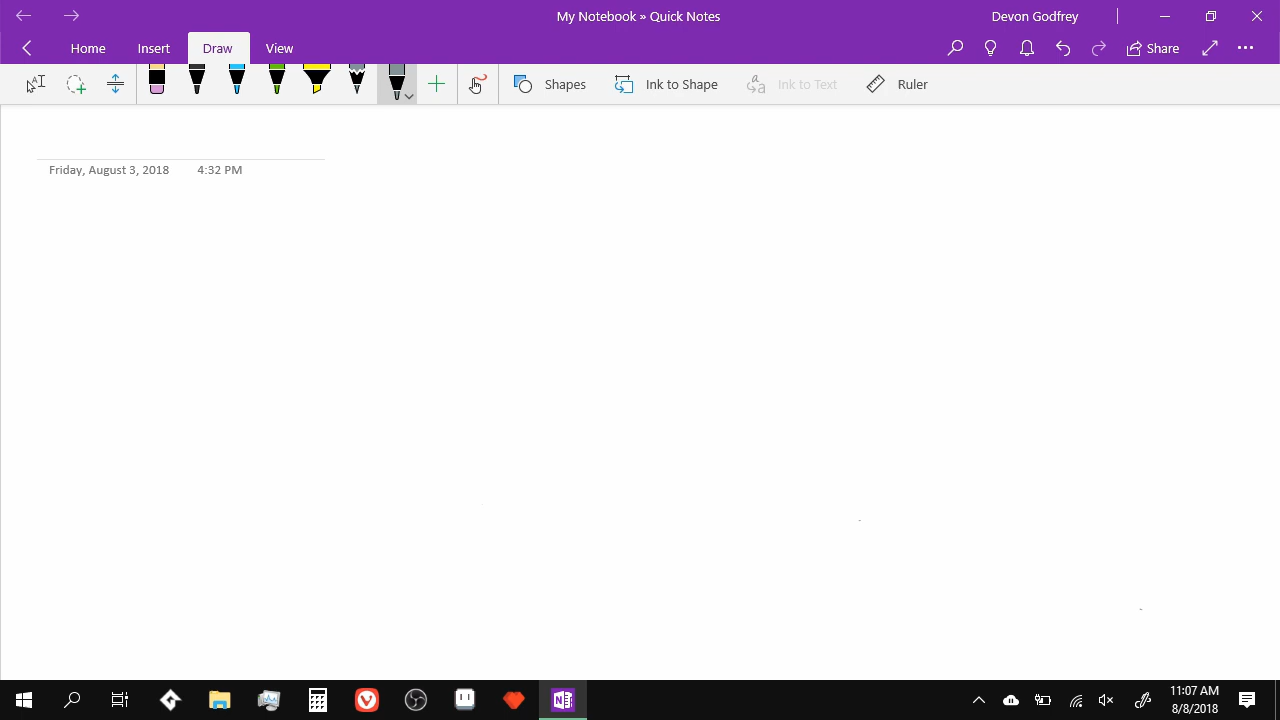 My Notebook » Quick Notes
Devon Godfrey
Home Insert Draw View
Share
Shapes Ink to Shape Ink to Text Ruler
Friday, August 3, 2018 4:32 PM
11:07 AM
8/8/2018